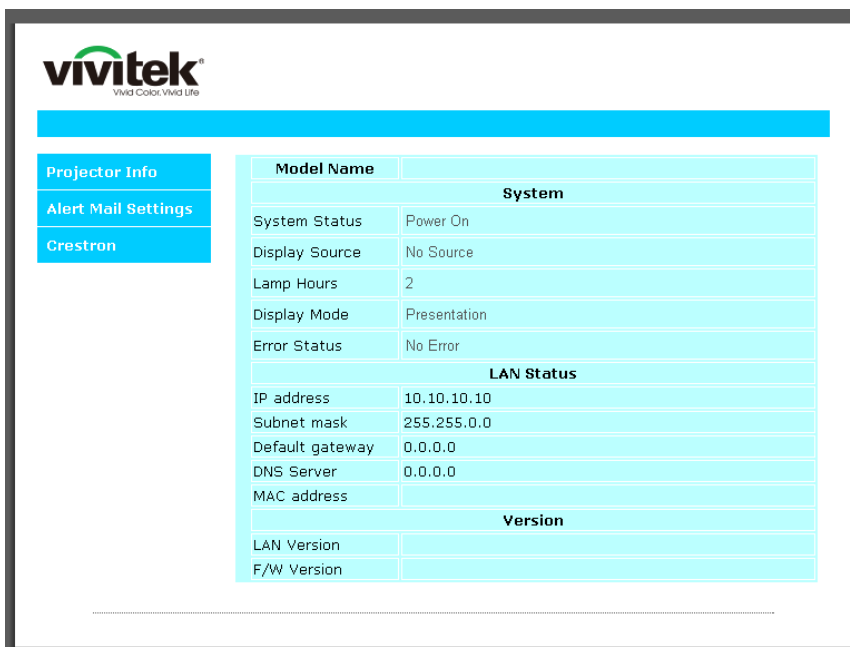 vivitek®
Vivid Color, Vivid Life
Projector Info
Alert Mail Settings
Crestron
Model Name
System
System Status Power On
Display Source No Source
Lamp Hours 2
Display Mode Presentation
Error Status No Error
LAN Status
IP address 10.10.10.10
Subnet mask 255.255.0.0
Default gateway 0.0.0.0
DNS Server 0.0.0.0
MAC address
Version
LAN Version
F/W Version